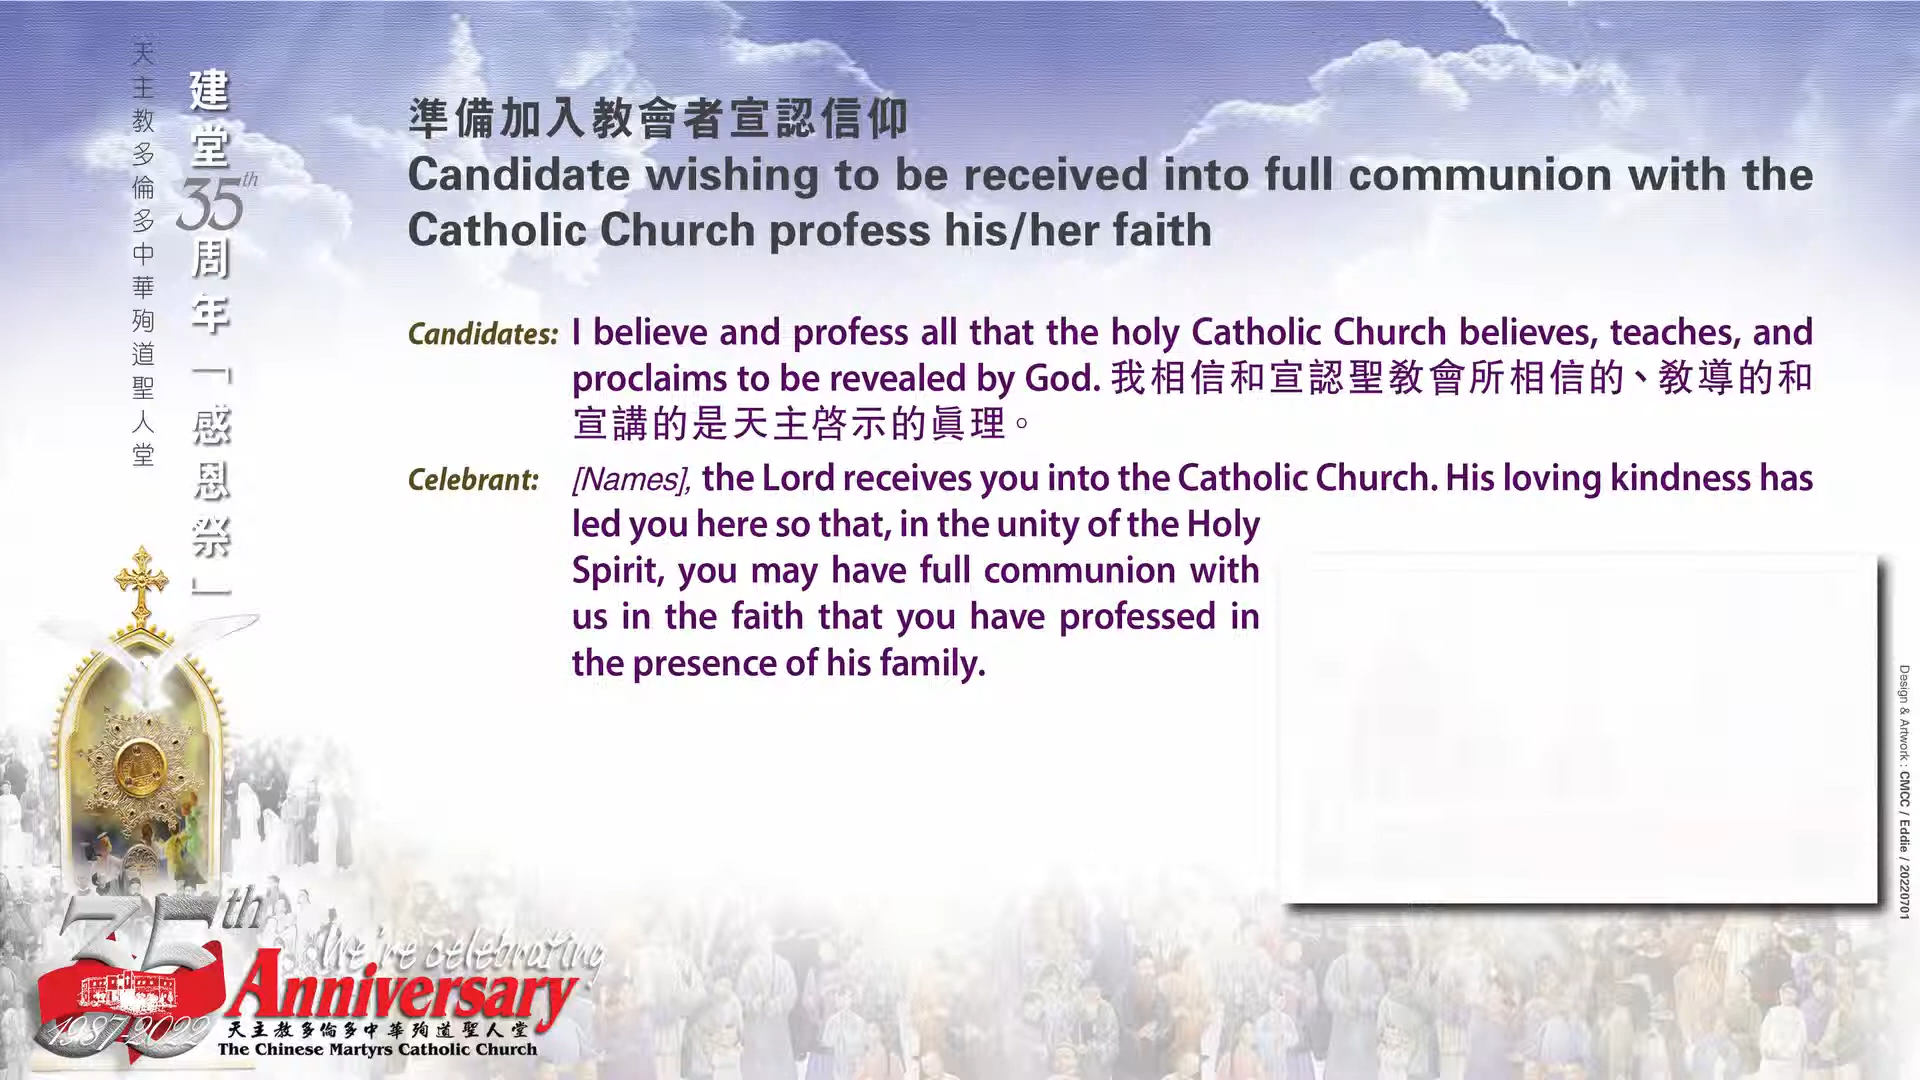 天主教多倫多中華殉道聖人堂
建堂35th周年「感恩祭」
準備加入教會者宣認信仰
Candidate wishing to be received into full communion with the
Catholic Church profess his/her faith
Candidates: I believe and profess all that the holy Catholic Church believes, teaches, and
proclaims to be revealed by God. 我相信和宣認聖教會所相信的、教導的和
宣講的是天主啓示的眞理。
Celebrant: [Names], the Lord receives you into the Catholic Church. His loving kindness has
led you here so that, in the unity of the Holy
Spirit, you may have full communion with
us in the faith that you have professed in
the presence of his family.
Design & Artwork : CMCC / Eddie / 20220701
35th
We're celebrating
Anniversary
1987-2022
天主教多倫多中華殉道聖人堂
The Chinese Martyrs Catholic Church